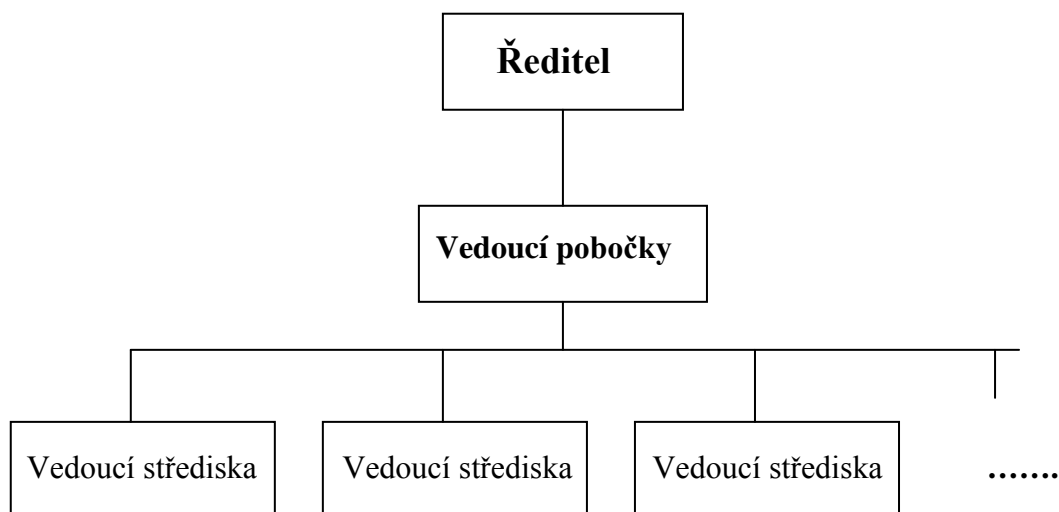 Ředitel
Vedoucí pobočky
Vedoucí střediska
Vedoucí střediska
Vedoucí střediska
.......